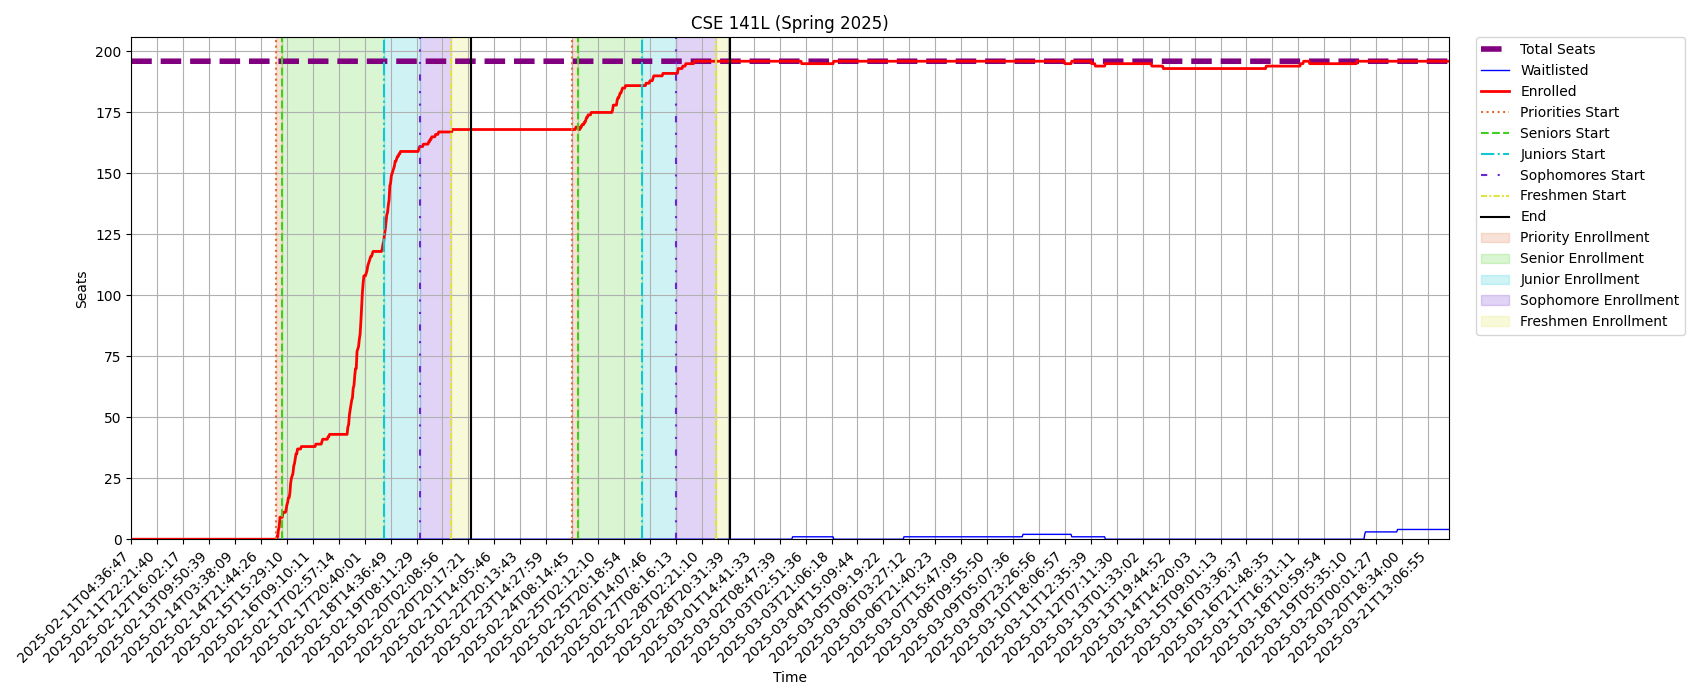 CSE 141L (Spring 2025)
Seats
200
175
150
125
100
75
50
25
0
2025-02-11T04:36:47
2025-02-11T22:21:40
2025-02-12T16:02:17
2025-02-13T09:50:39
2025-02-14T03:38:09
2025-02-14T21:44:26
2025-02-15T15:29:10
2025-02-16T09:10:11
2025-02-17T02:57:14
2025-02-17T20:40:01
2025-02-18T14:36:49
2025-02-19T08:11:29
2025-02-20T02:08:56
2025-02-20T20:17:21
2025-02-21T14:05:46
2025-02-22T20:13:43
2025-02-23T14:27:59
2025-02-24T08:14:45
2025-02-25T02:12:10
2025-02-25T20:18:54
2025-02-26T14:07:46
2025-02-27T08:16:13
2025-02-28T02:21:10
2025-02-28T20:31:39
2025-03-01T14:41:33
2025-03-02T08:47:39
2025-03-03T02:51:36
2025-03-03T21:06:18
2025-03-04T15:09:44
2025-03-05T09:19:22
2025-03-06T03:27:12
2025-03-06T21:40:23
2025-03-07T15:47:09
2025-03-08T09:55:50
2025-03-09T05:07:36
2025-03-09T23:26:56
2025-03-10T18:06:57
2025-03-11T12:35:39
2025-03-12T07:11:30
2025-03-13T01:33:02
2025-03-13T19:44:52
2025-03-14T14:20:03
2025-03-15T09:01:13
2025-03-16T03:36:37
2025-03-16T21:48:35
2025-03-17T16:31:11
2025-03-18T10:59:54
2025-03-19T05:35:10
2025-03-20T00:01:27
2025-03-20T18:34:00
2025-03-21T13:06:55
Time
Total Seats
Waitlisted
Enrolled
Priorities Start
Seniors Start
Juniors Start
Sophomores Start
Freshmen Start
End
Priority Enrollment
Senior Enrollment
Junior Enrollment
Sophomore Enrollment
Freshmen Enrollment